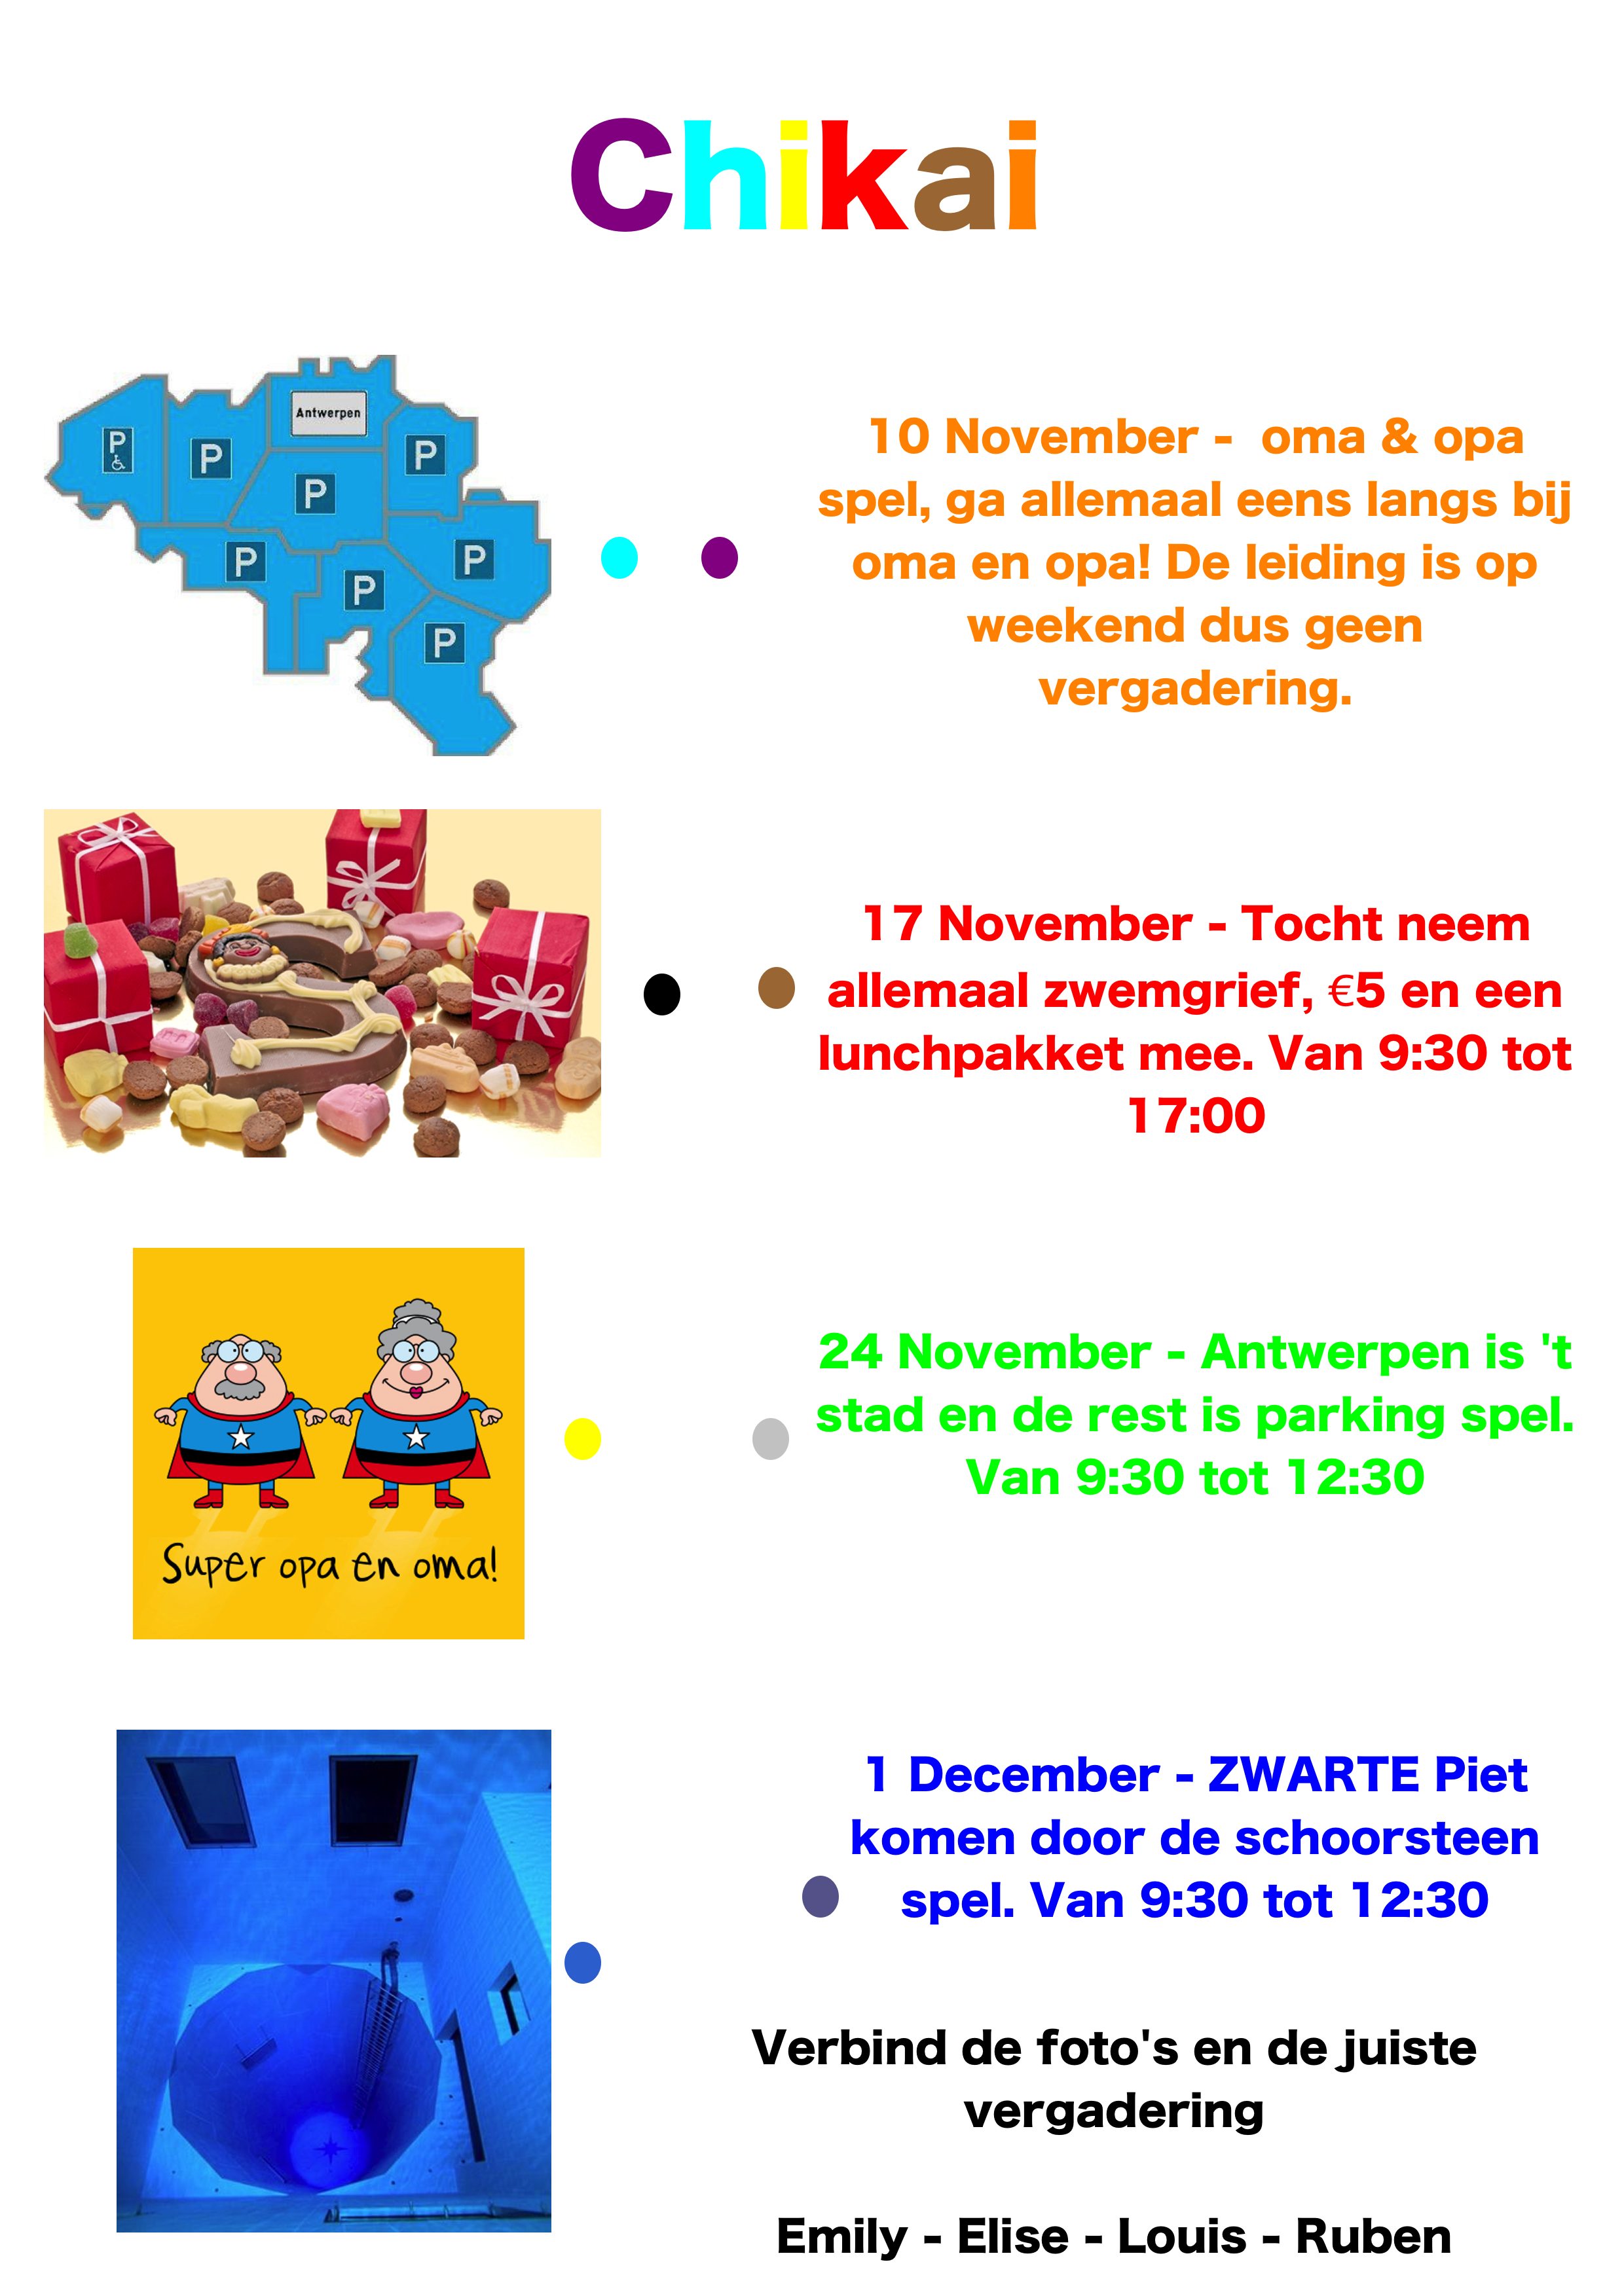 Chikai
Antwerpen
P
P
P
P
P
P
P
P
10 November - oma & opa
spel, ga allemaal eens langs bij
oma en opa! De leiding is op
weekend dus geen
vergadering.
17 November - Tocht neem
allemaal zwemgrief, €5 en een
lunchpakket mee. Van 9:30 tot
17:00
Super opa en oma!
24 November - Antwerpen is 't
stad en de rest is parking spel.
Van 9:30 tot 12:30
1 December - ZWARTE Piet
komen door de schoorsteen
spel. Van 9:30 tot 12:30
Verbind de foto's en de juiste
vergadering
Emily - Elise - Louis - Ruben